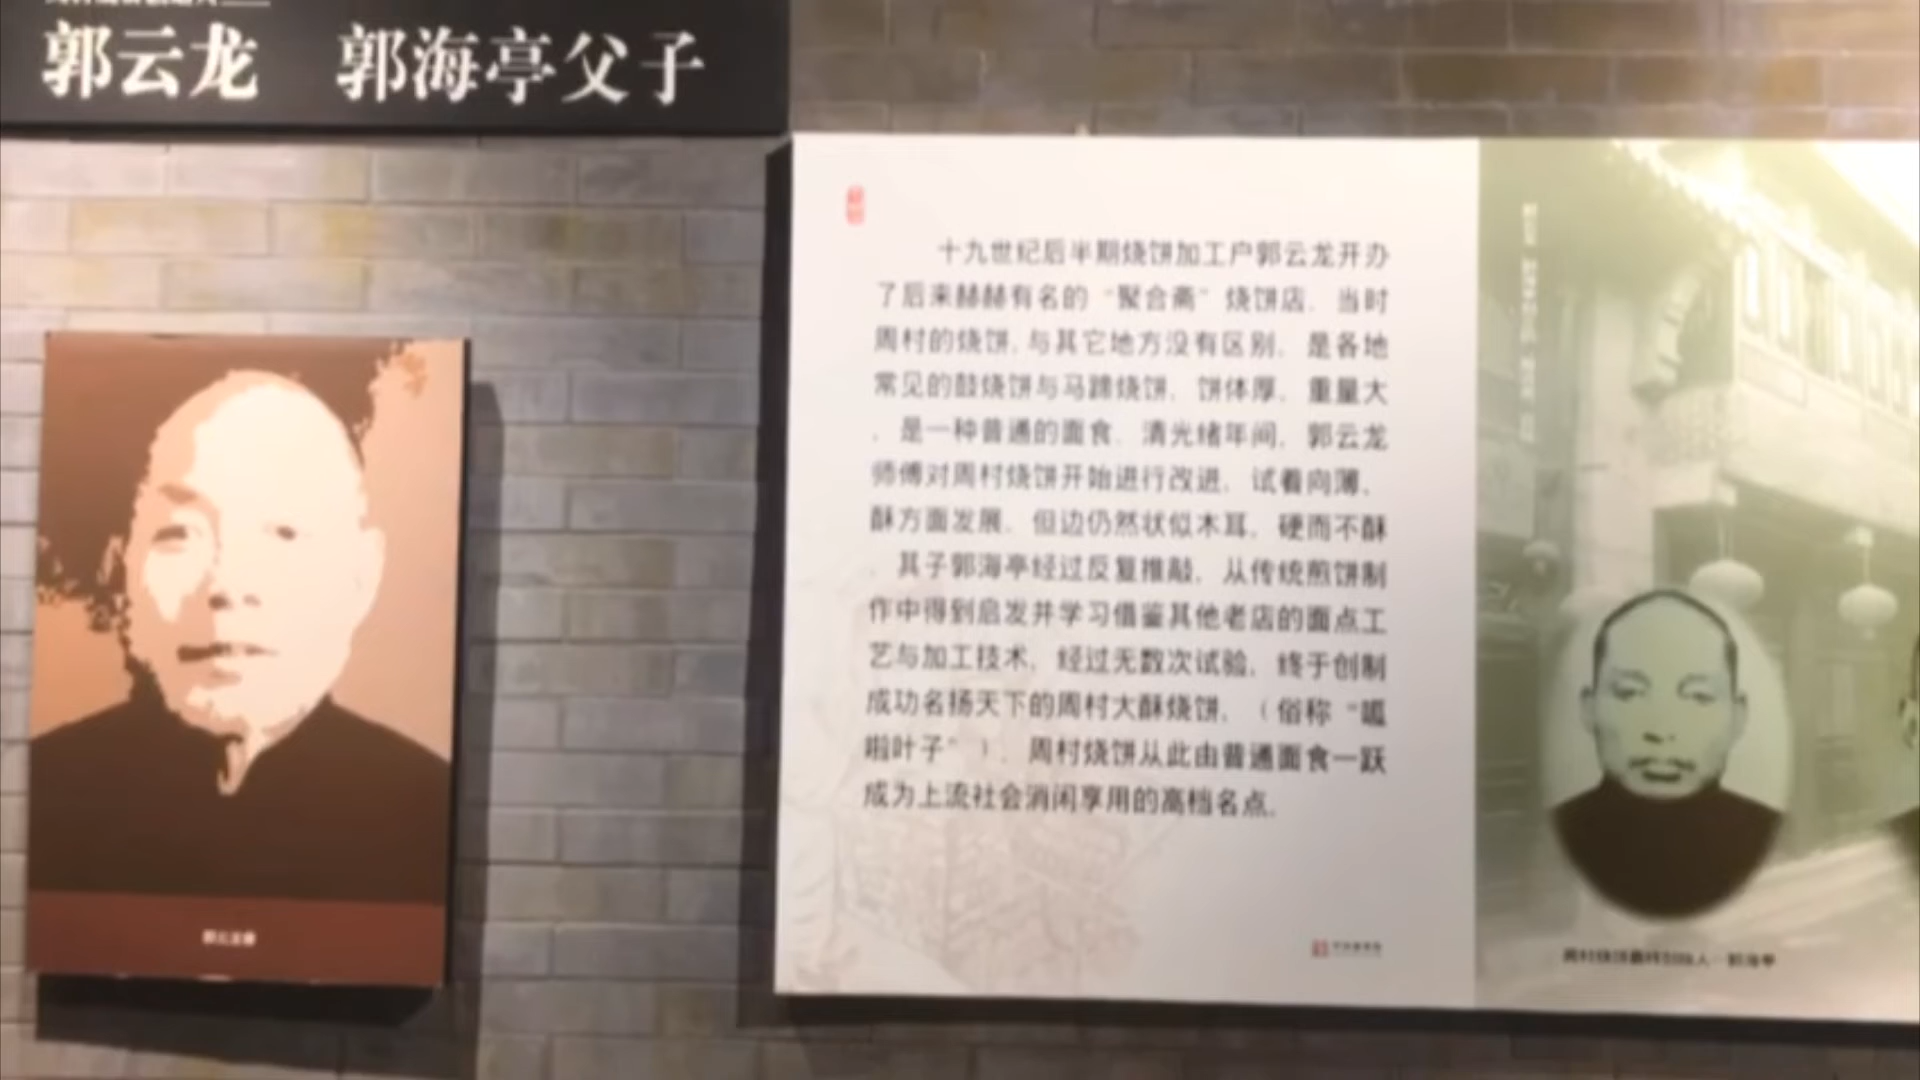 郭云龙 郭海亭父子
十九世纪后半期烧饼加工户郭云龙开办
了后来赫赫有名的“聚合斋”烧饼店。当时
周村的烧饼,与其它地方没有区别,是各地
常见的鼓烧饼与马蹄烧饼,饼体厚,重量大
,是一种普通的面食。清光绪年间,郭云龙
师傅对周村烧饼开始进行改进,试着向薄、
酥方面发展,但边仍然状似木耳,硬而不酥
。其子郭海亭经过反复推敲,从传统煎饼制
作中得到启发并学习借鉴其他老店的面点工
艺与加工技术,经过无数次试验,终于创制
成功名扬天下的周村大酥烧饼,(俗称“呱
啦叶子”)。周村烧饼从此由普通面食一跃
成为上流社会消闲享用的高档名点。